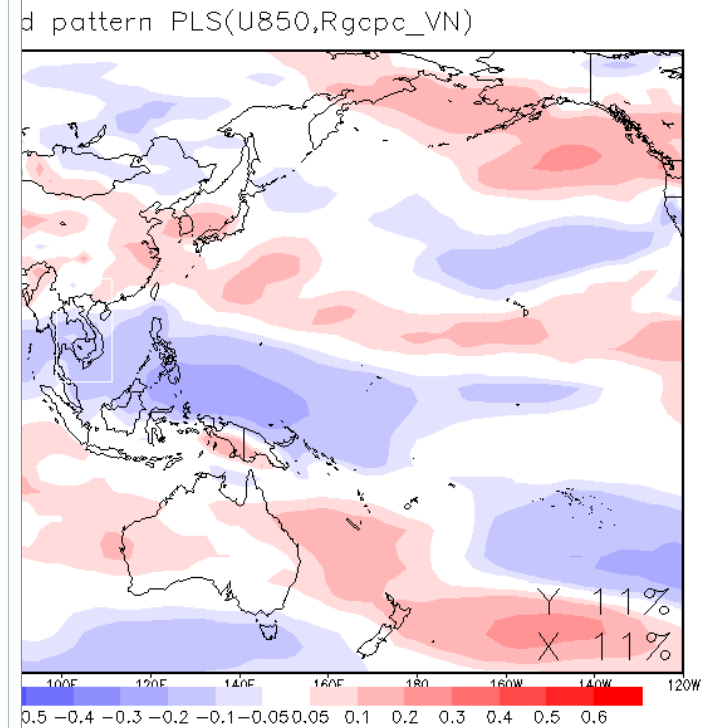 d pattern PLS(U850,Rgcpc_VN)
Y 11%
X 11%
100E 120E 140E 160E 180 160W 140W 120W
0.5 -0.4 -0.3 -0.2 -0.1 -0.05 0.05 0.1 0.2 0.3 0.4 0.5 0.6